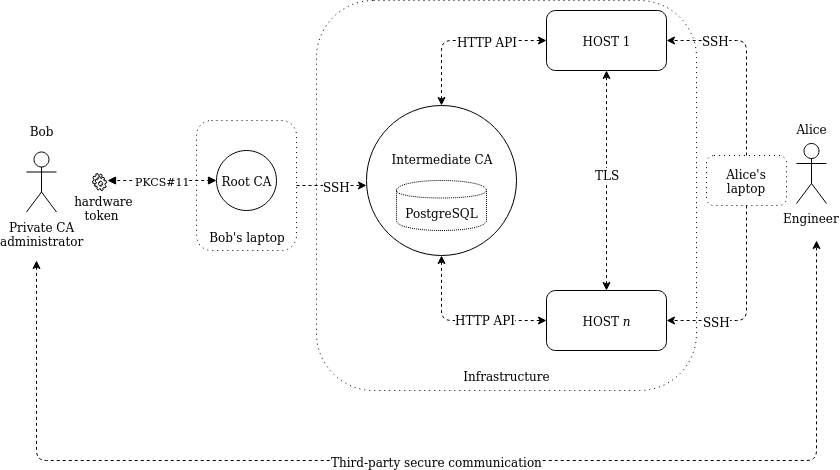 HTTP API
HOST 1
SSH
Bob
Alice
Intermediate CA
TLS
Alice's
laptop
PKCS#11
Root CA
SSH
hardware
token
PostgreSQL
Engineer
Private CA
administrator
Bob's laptop
HTTP API
HOST n
SSH
Infrastructure
Third-party secure communication